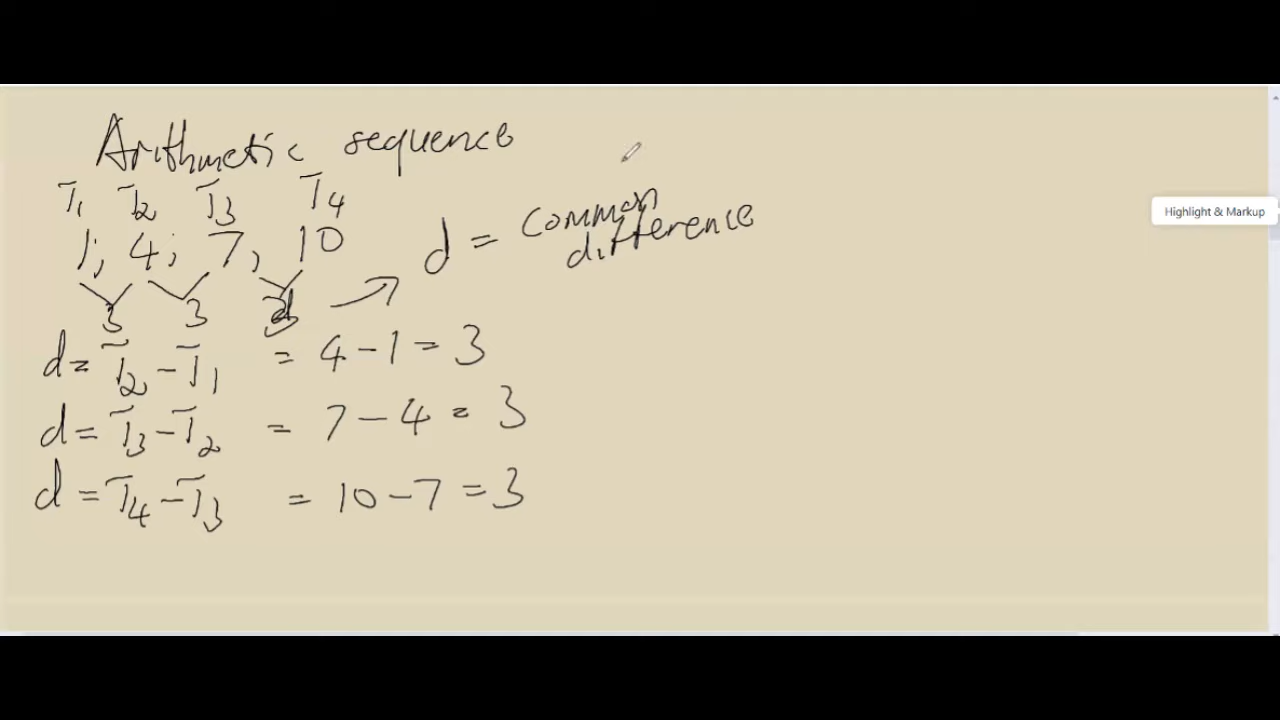 Arithmetic sequence
T1 T2 T3 T4
1; 4; 7, 10
d = common difference
3 3
d = T2 - T1 = 4 - 1 = 3
d = T3 - T2 = 7 - 4 = 3
d = T4 - T3 = 10 - 7 = 3
Highlight & Markup